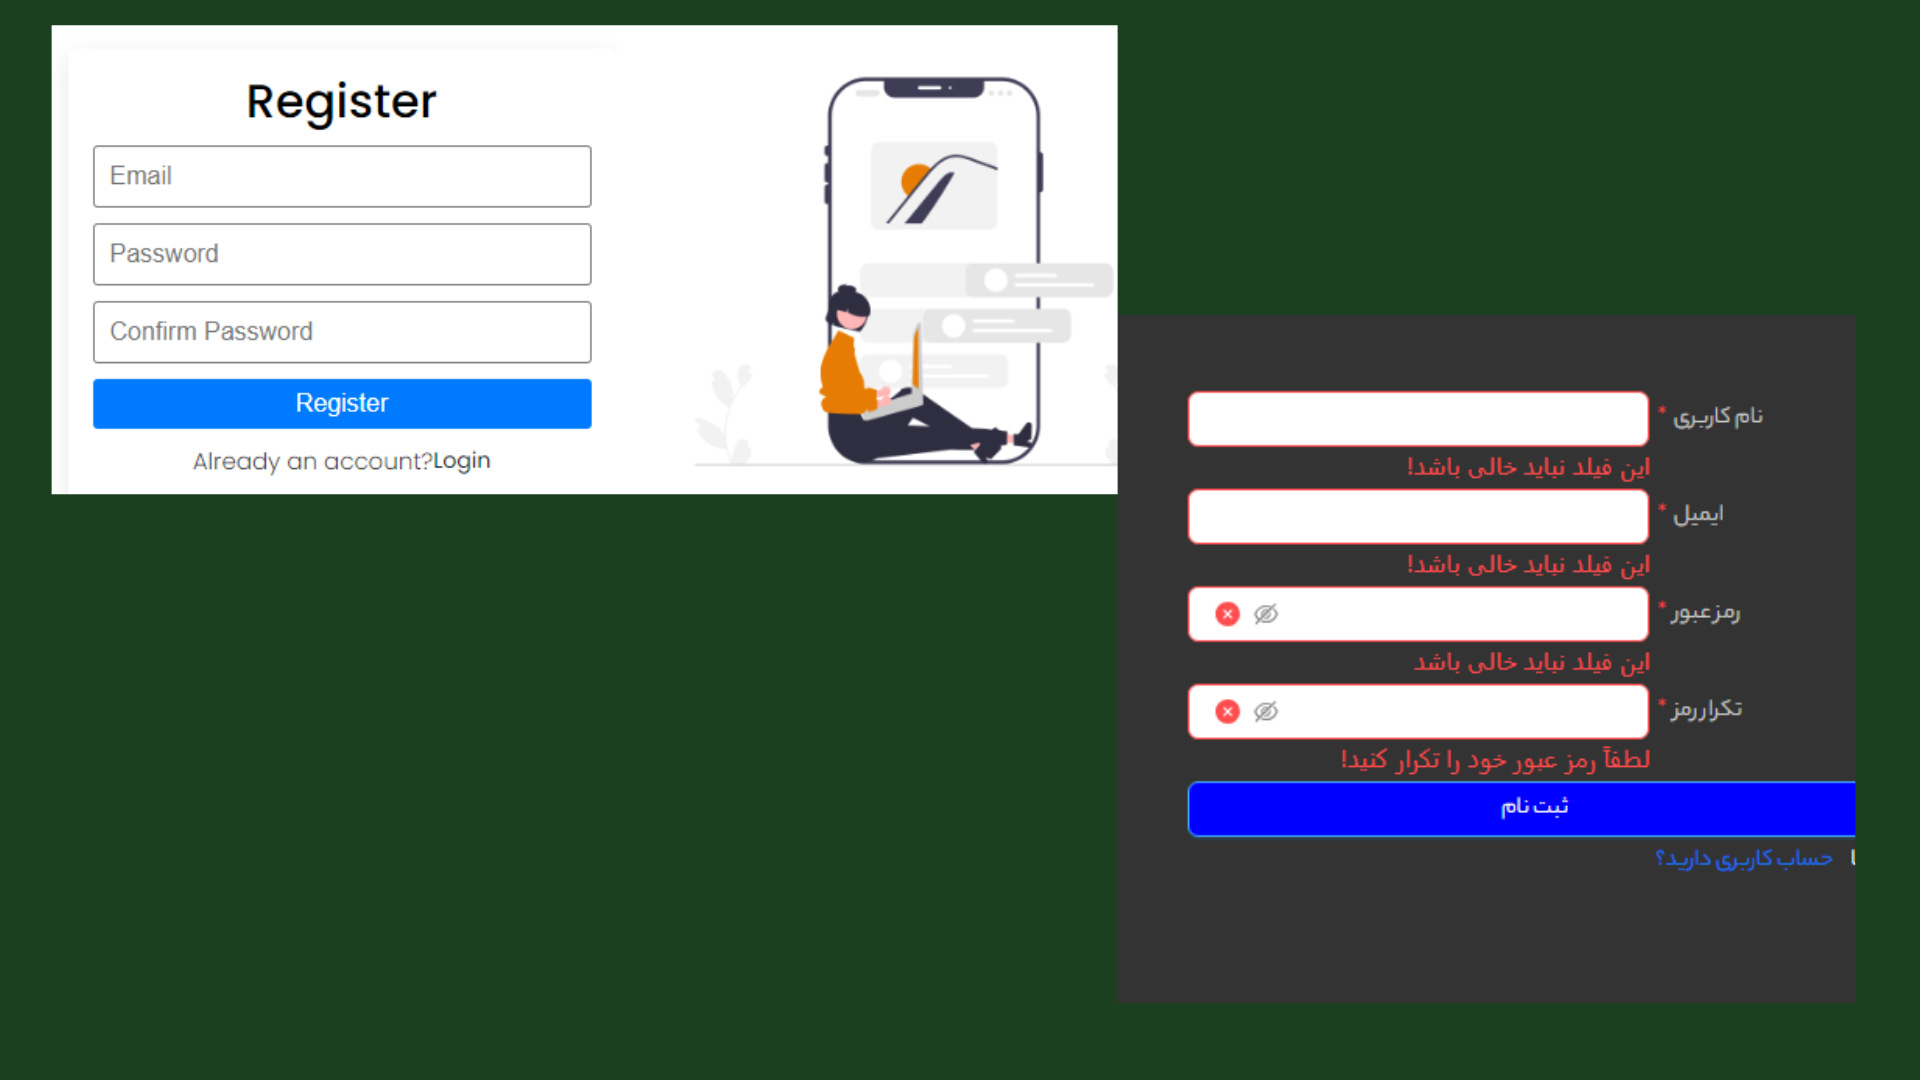 Register
Email
Password
Confirm Password
Register
Already an account?Login
نام کاربری *
این فیلد نباید خالی باشد!
ایمیل *
این فیلد نباید خالی باشد!
رمزعبور *
این فیلد نباید خالی باشد
تکراررمز *
لطفاً رمز عبور خود را تکرار کنید!
ثبت نام
حساب کاربری دارید؟